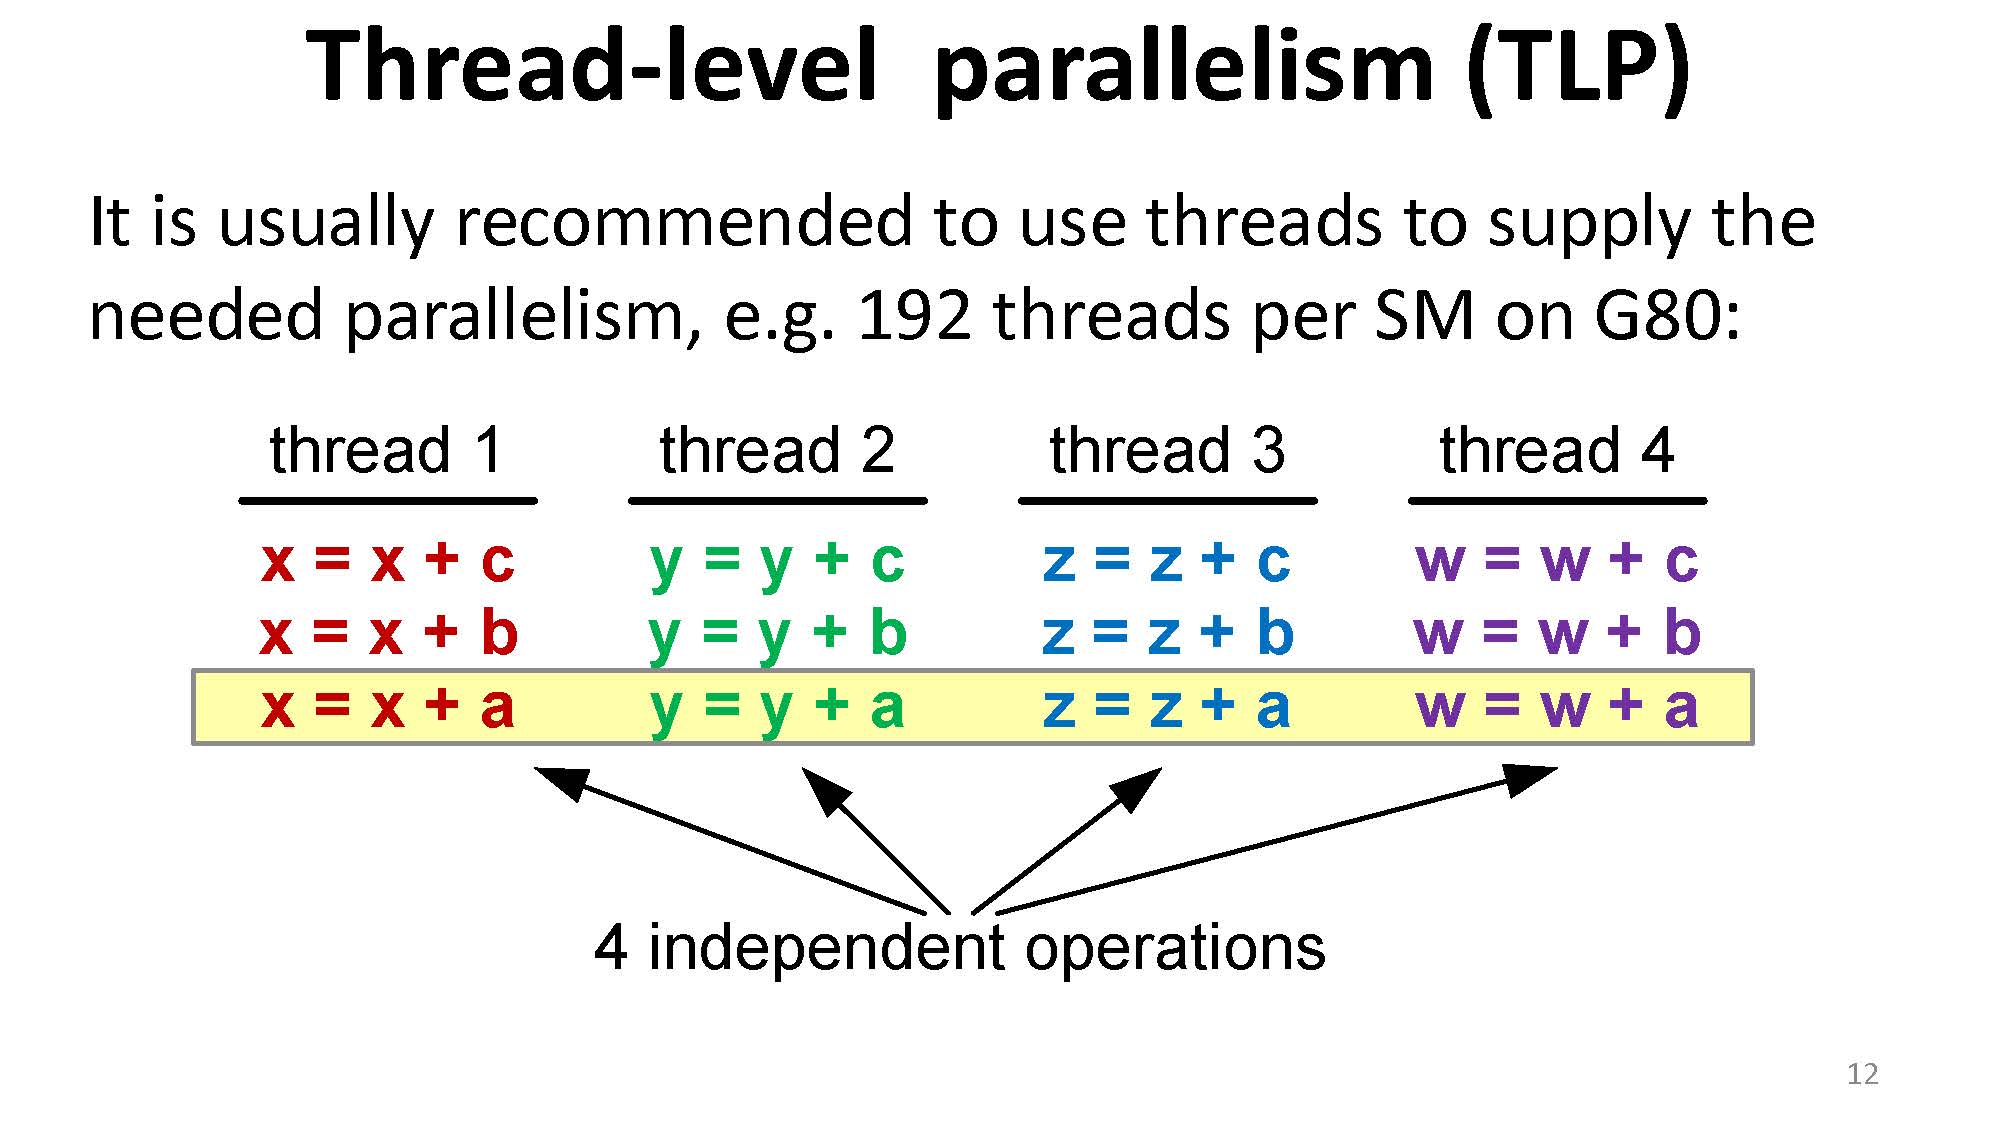 Thread-level parallelism (TLP)
It is usually recommended to use threads to supply the
needed parallelism, e.g. 192 threads per SM on G80:
thread 1 thread 2 thread 3 thread 4
x = x + c y = y + c z = z + c w = w + c
x = x + b y = y + b z = z + b w = w + b
x = x + a y = y + a z = z + a w = w + a
4 independent operations
12